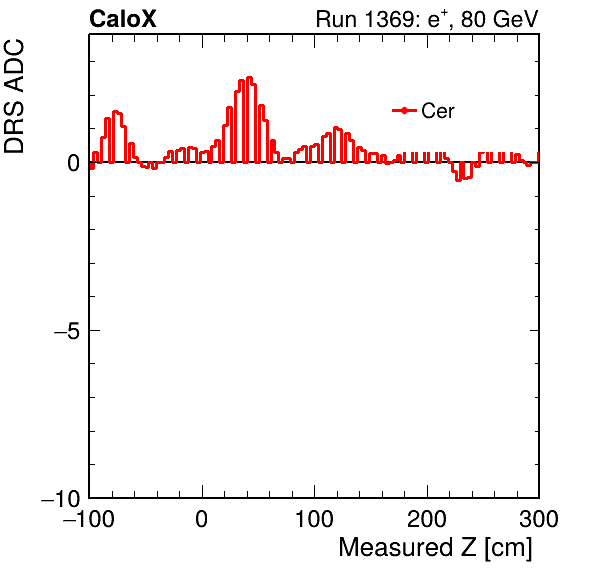 CaloX Run 1369: e⁺, 80 GeV
DRS ADC
Cer
0
−5
−10
−100 0 100 200 300
Measured Z [cm]